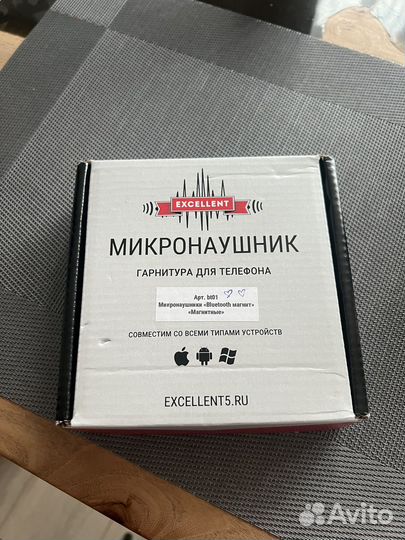 EXCELLENT
МИКРОНАУШНИК
ГАРНИТУРА ДЛЯ ТЕЛЕФОНА
Арт. bt01
Микронаушники «Bluetooth магнит»
«Магнитные»
СОВМЕСТИМ СО ВСЕМИ ТИПАМИ УСТРОЙСТВ
EXCELLENT5.RU
Avito